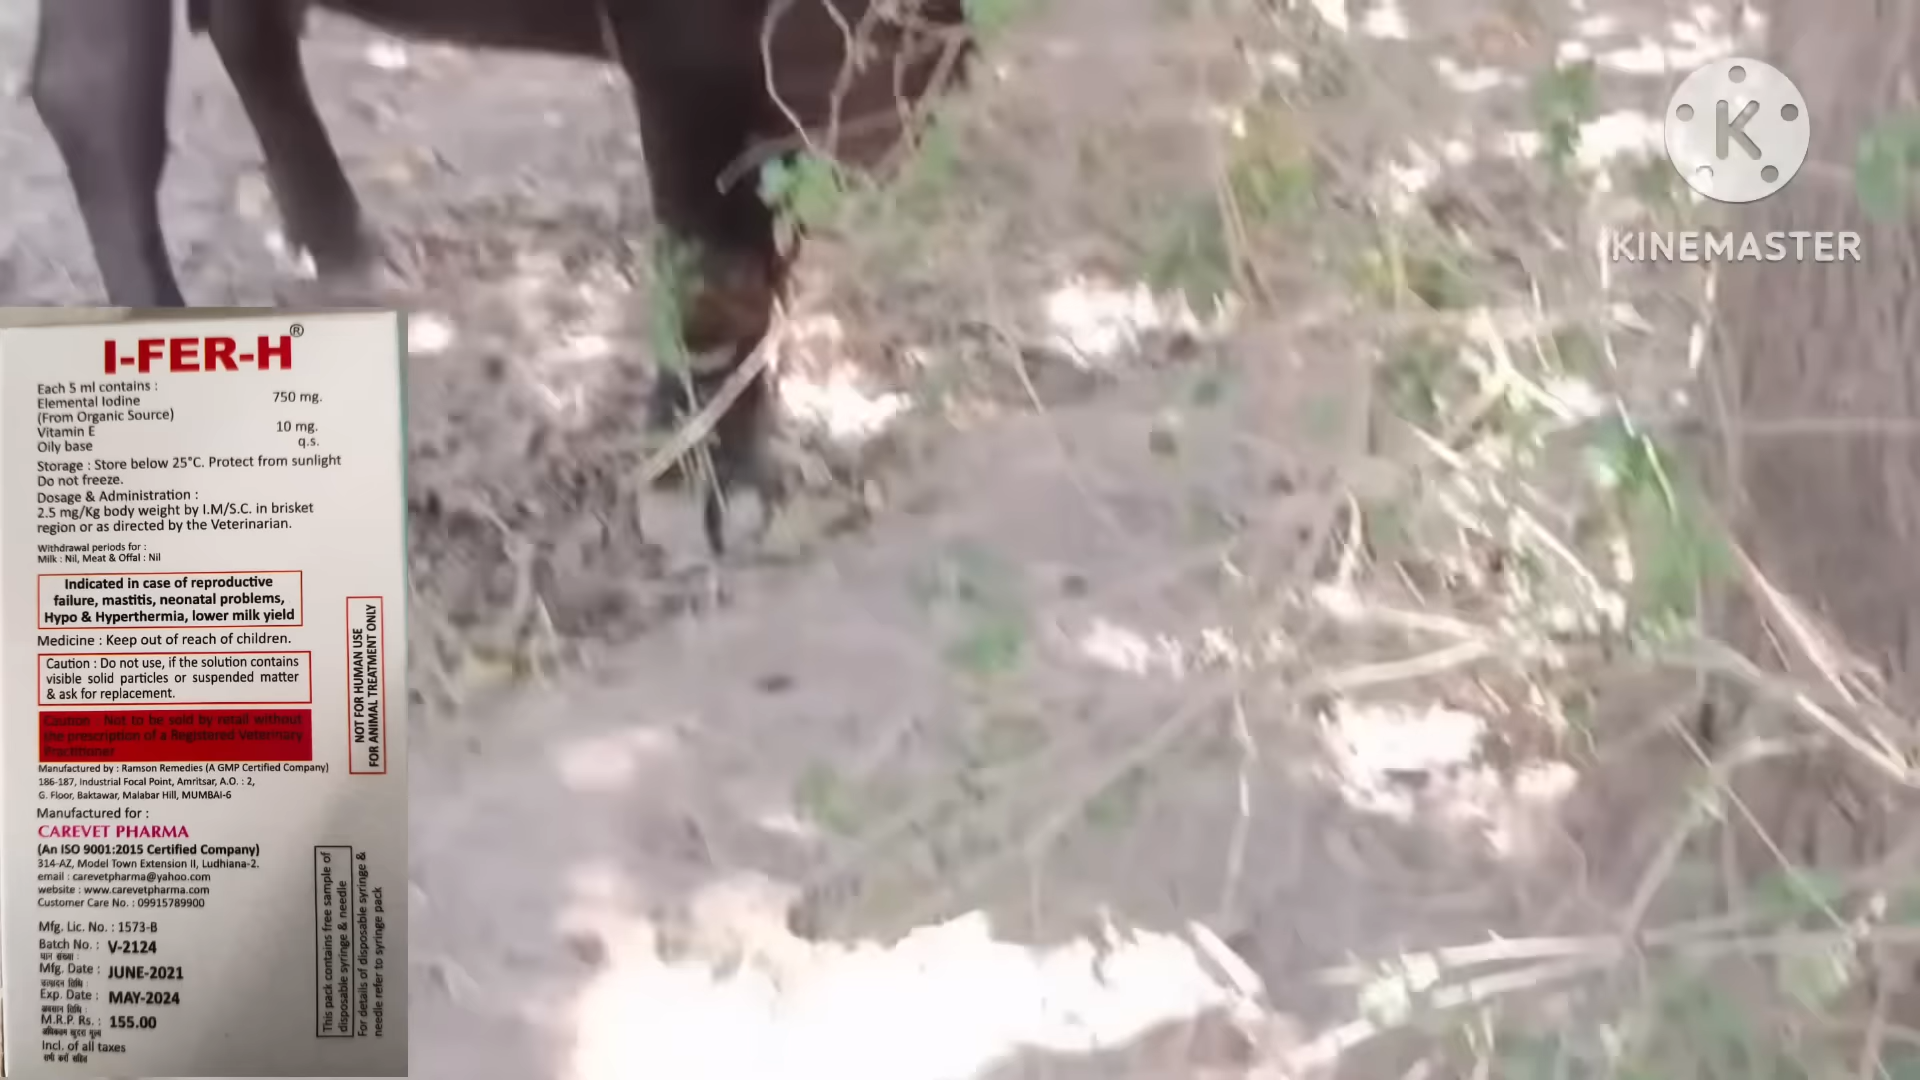 K
KINEMASTER
I-FER-H®
Each 5 ml contains :
Elemental Iodine 750 mg.
(From Organic Source)
Vitamin E 10 mg.
Oily base q.s.
Storage : Store below 25°C. Protect from sunlight
Do not freeze.
Dosage & Administration :
2.5 mg/Kg body weight by I.M/S.C. in brisket
region or as directed by the Veterinarian.
Withdrawal periods for :
Milk : Nil, Meat & Offal : Nil
Indicated in case of reproductive
failure, mastitis, neonatal problems,
Hypo & Hyperthermia, lower milk yield
Medicine : Keep out of reach of children.
Caution : Do not use, if the solution contains
visible solid particles or suspended matter
& ask for replacement.
Caution : Not to be sold by retail without
the prescription of a Registered Veterinary
Practitioner
NOT FOR HUMAN USE
FOR ANIMAL TREATMENT ONLY
Manufactured by : Ramson Remedies (A GMP Certified Company)
186-187, Industrial Focal Point, Amritsar, A.O. : 2,
G. Floor, Baktawar, Malabar Hill, MUMBAI-6
Manufactured for :
CAREVET PHARMA
(An ISO 9001:2015 Certified Company)
314-AZ, Model Town Extension II, Ludhiana-2.
email : carevetpharma@yahoo.com
website : www.carevetpharma.com
Customer Care No. : 09915789900
Mfg. Lic. No. : 1573-B
Batch No. : V-2124
Mfg. Date : JUNE-2021
Exp. Date : MAY-2024
M.R.P. Rs. : 155.00
Incl. of all taxes
This pack contains free sample of
disposable syringe & needle
For details of disposable syringe &
needle refer to syringe pack